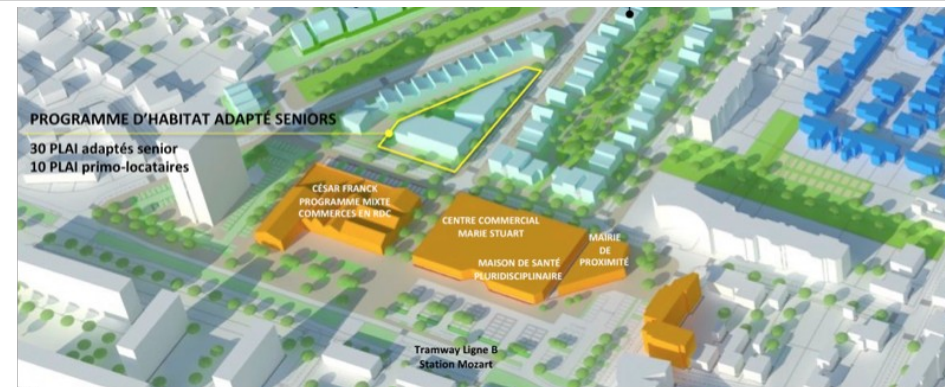 PROGRAMME D'HABITAT ADAPTÉ SENIORS
30 PLAI adaptés senior
10 PLAI primo-locataires
CÉSAR FRANCK
PROGRAMME MIXTE
COMMERCES EN RDC
CENTRE COMMERCIAL
MARIE STUART
MAISON DE SANTÉ
PLURIDISCIPLINAIRE
MAIRIE
DE
PROXIMITÉ
Tramway Ligne B
Station Mozart